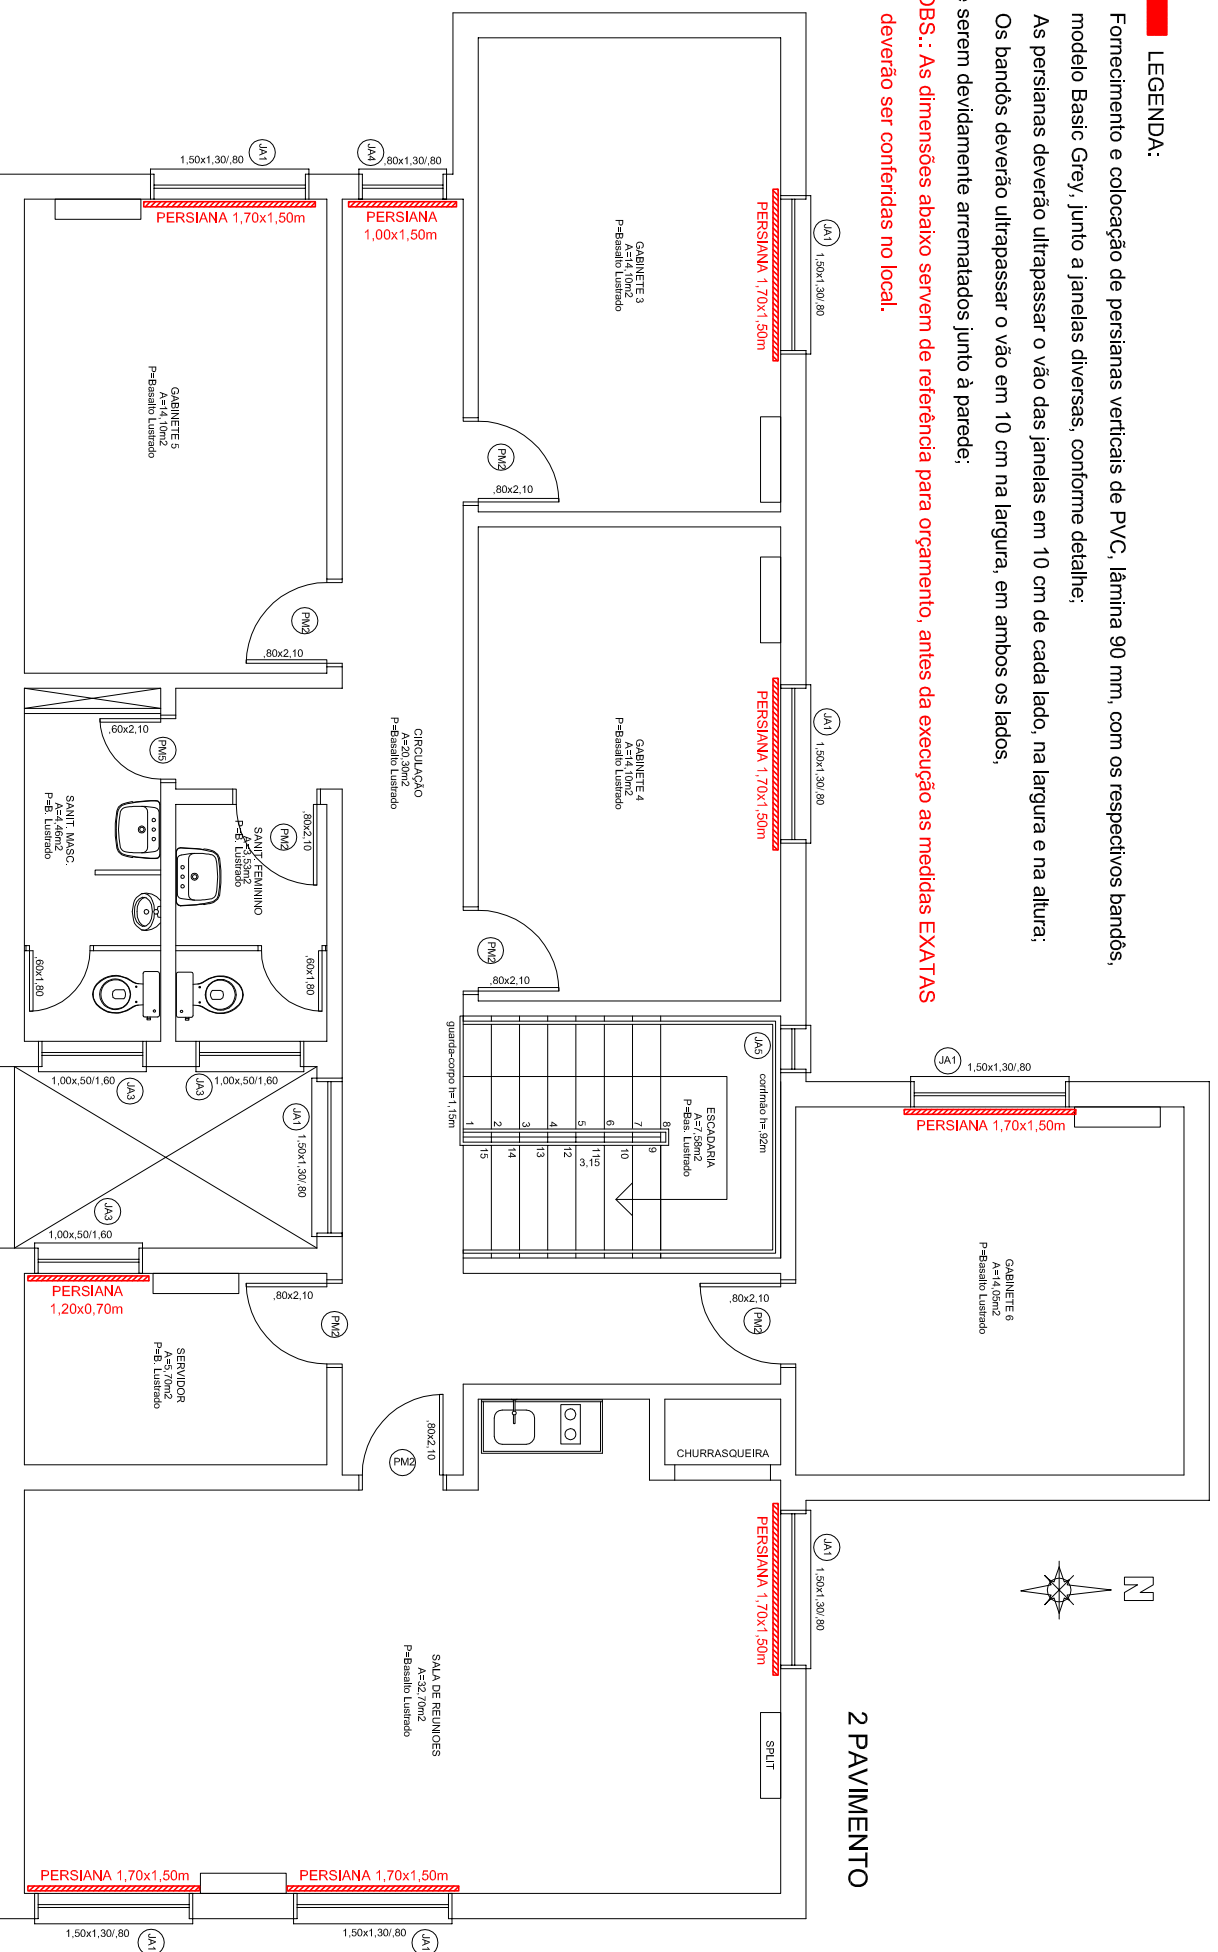 LEGENDA:
Fornecimento e colocação de persianas verticais de PVC, lâmina 90 mm, com os respectivos bandôs,
modelo Basic Grey, junto a janelas diversas, conforme detalhe;
As persianas deverão ultrapassar o vão das janelas em 10 cm de cada lado, na largura e na altura;
Os bandôs deverão ultrapassar o vão em 10 cm na largura, em ambos os lados,
e serem devidamente arrematados junto à parede;
OBS.: As dimensões abaixo servem de referência para orçamento, antes da execução as medidas EXATAS
deverão ser conferidas no local.
2 PAVIMENTO
N
JA1
1,50x1,30/,80
PERSIANA 1,70x1,50m
GABINETE 3
A=14,10m2
P=Basalto Lustrado
PM2
,80x2,10
JA1
1,50x1,30/,80
PERSIANA 1,70x1,50m
GABINETE 4
A=14,10m2
P=Basalto Lustrado
PM2
,80x2,10
JA4
,80x1,30/,80
PERSIANA
1,00x1,50m
JA1
1,50x1,30/,80
PERSIANA 1,70x1,50m
GABINETE 5
A=14,10m2
P=Basalto Lustrado
PM2
,80x2,10
CIRCULAÇÃO
A=20,30m2
P=Basalto Lustrado
PM5
,60x2,10
SANIT. MASC.
A=4,46m2
P=B. Lustrado
,60x1,80
PM2
,80x2,10
SANIT. FEMININO
A=3,53m2
P=B. Lustrado
,60x1,80
1,00x,50/1,60
JA3
JA3
1,00x,50/1,60
JA1
1,50x1,30/,80
JA3
1,00x,50/1,60
PERSIANA
1,20x0,70m
SERVIDOR
A=5,70m2
P=B. Lustrado
PM2
,80x2,10
JA5
corrimão h=,92m
ESCADARIA
A=7,58m2
P=Bas. Lustrado
guarda-corpo h=1,15m
1
2
3
4
5
6
7
8
9
10
11
12
13
14
15
3,15
JA1
1,50x1,30/,80
PERSIANA 1,70x1,50m
GABINETE 6
A=14,05m2
P=Basalto Lustrado
PM2
,80x2,10
CHURRASQUEIRA
PM2
,80x2,10
JA1
1,50x1,30/,80
PERSIANA 1,70x1,50m
SPLIT
SALA DE REUNIOES
A=32,70m2
P=Basalto Lustrado
PERSIANA 1,70x1,50m
1,50x1,30/,80
JA1
PERSIANA 1,70x1,50m
1,50x1,30/,80
JA1